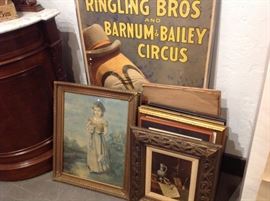 RINGLING BROS
AND
BARNUM & BAILEY
CIRCUS